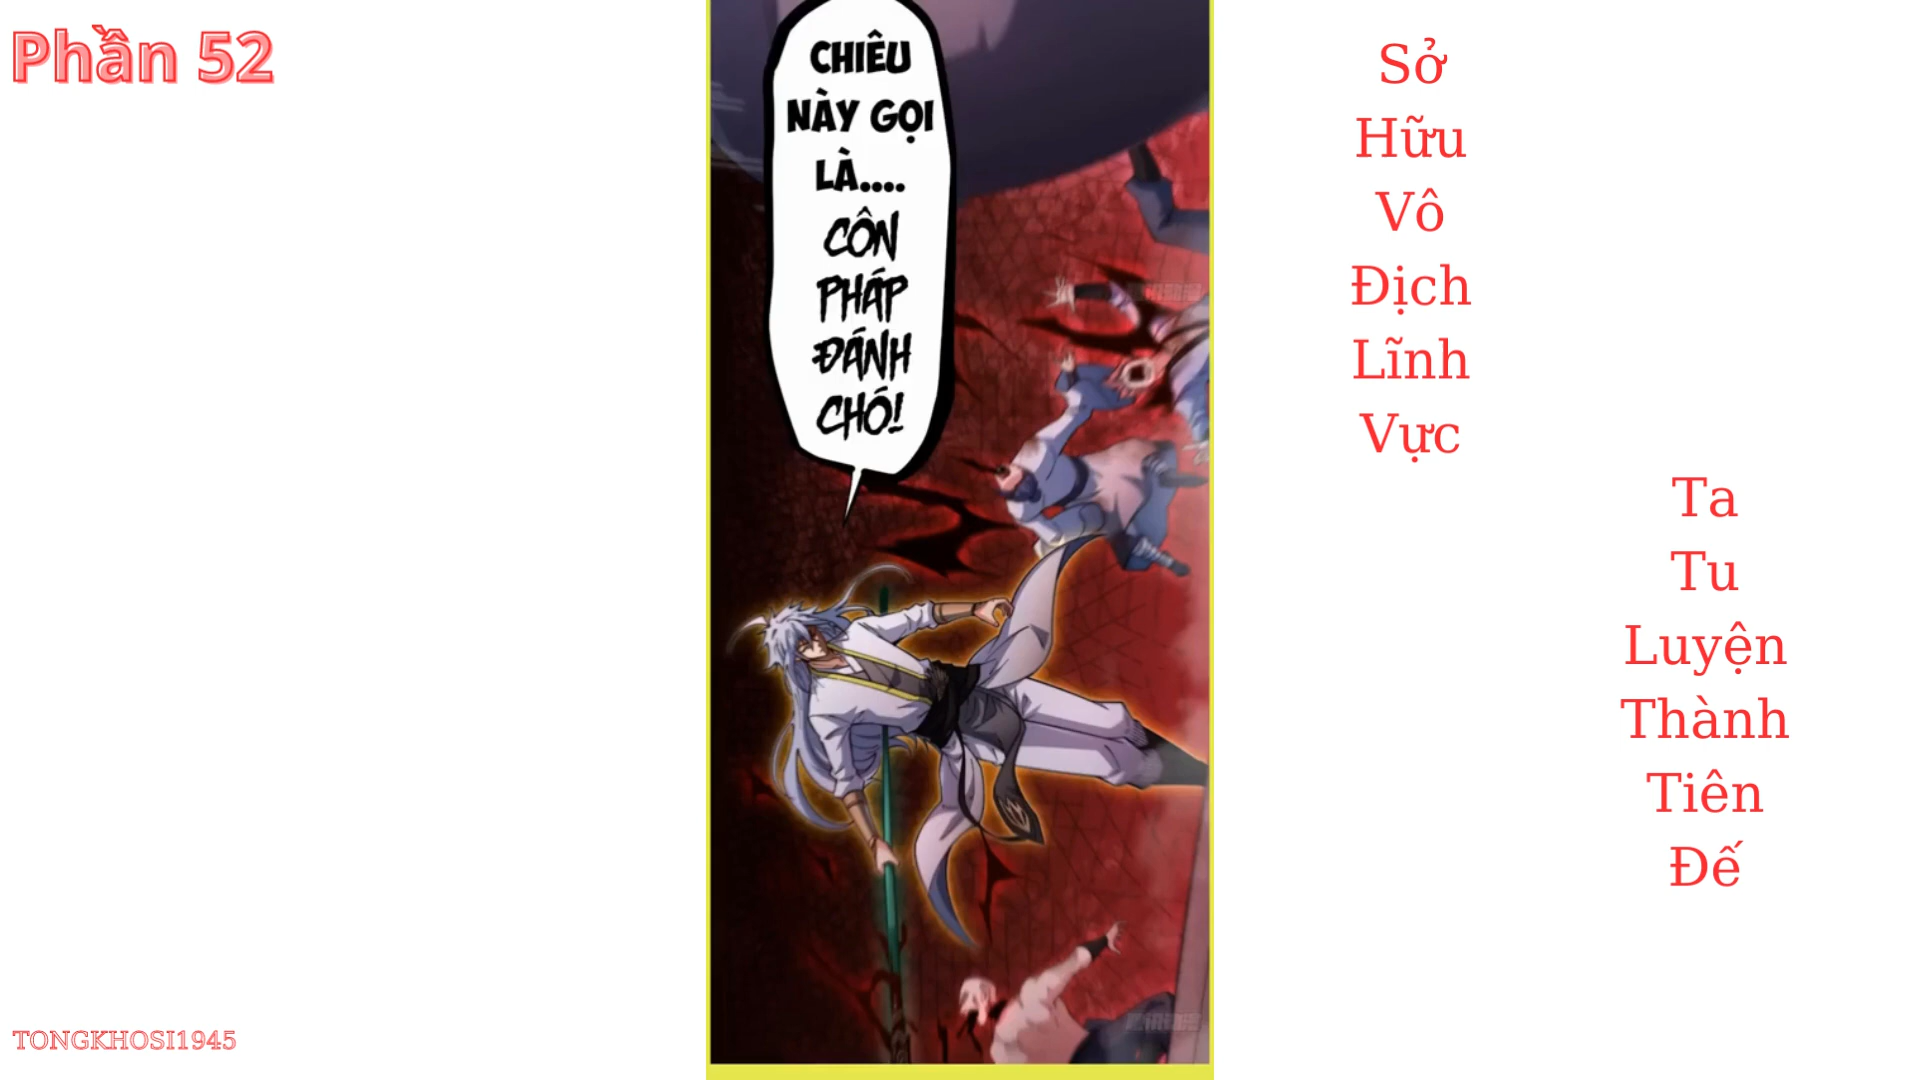 Phần 52
CHIÊU
NÀY GỌI
LÀ....
CÔN
PHÁP
ĐÁNH
CHÓ!
Sở
Hữu
Vô
Địch
Lĩnh
Vực
Ta
Tu
Luyện
Thành
Tiên
Đế
TONGKHOSI1945